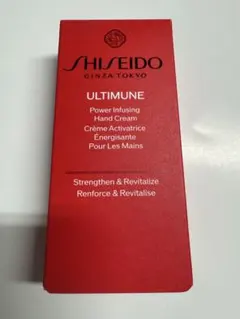 SHISEIDO
GINZA TOKYO
ULTIMUNE
Power Infusing
Hand Cream
Crème Activatrice
Énergisante
Pour Les Mains
Strengthen & Revitalize
Renforce & Revitalise